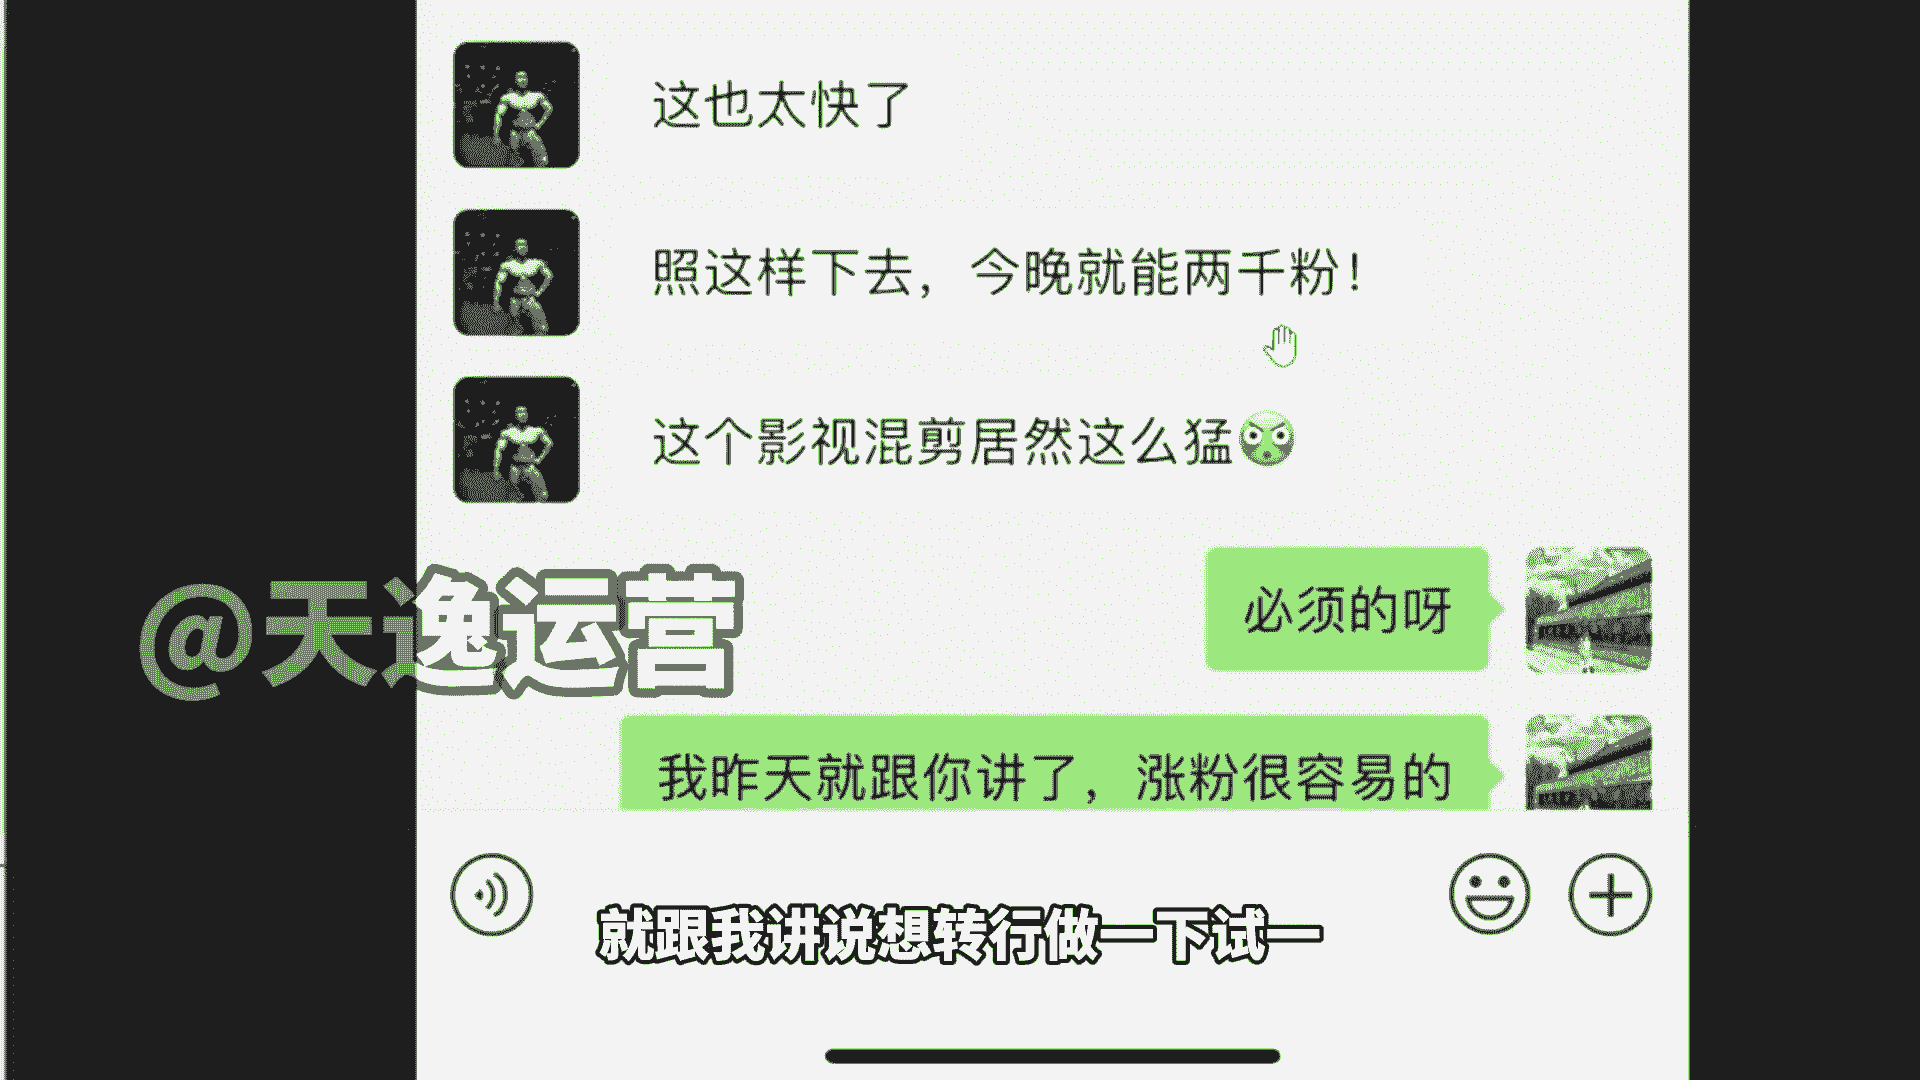 这也太快了
照这样下去，今晚就能两千粉！
这个影视混剪居然这么猛
必须的呀
@天逸运营
我昨天就跟你讲了，涨粉很容易的
就跟我讲说想转行做一下试一